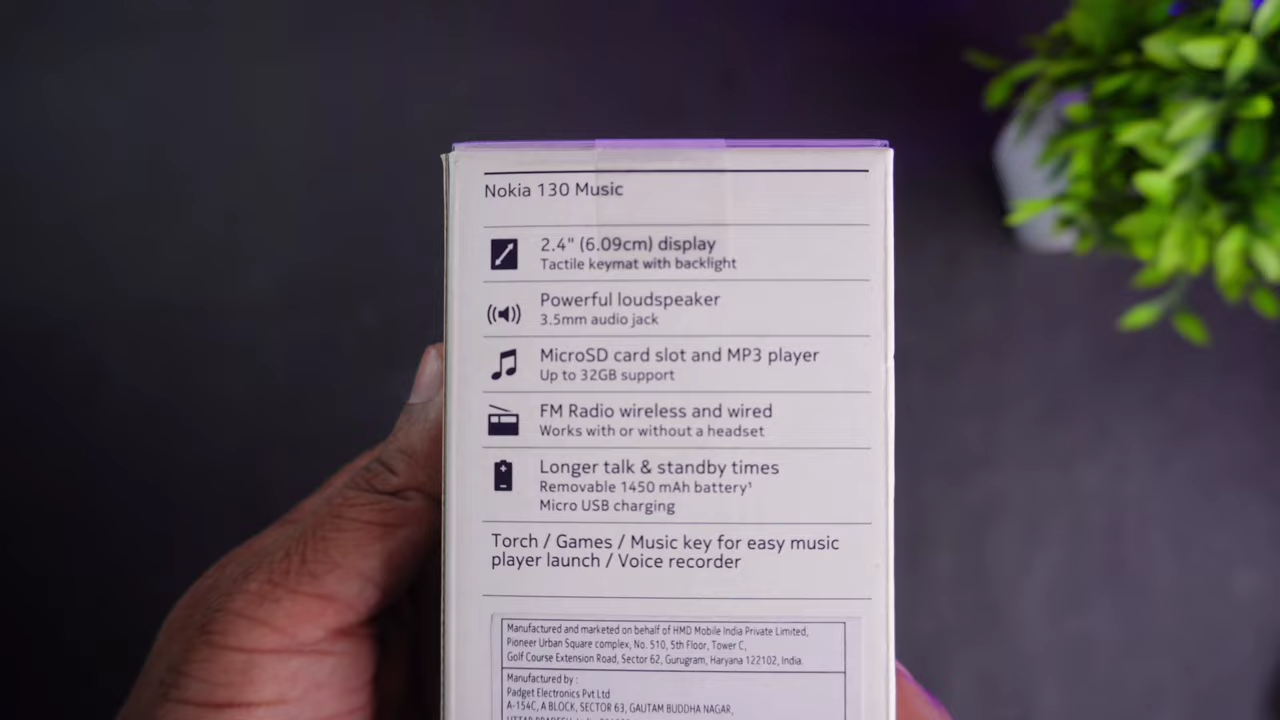 Nokia 130 Music
2.4" (6.09cm) display
Tactile keymat with backlight
Powerful loudspeaker
3.5mm audio jack
MicroSD card slot and MP3 player
Up to 32GB support
FM Radio wireless and wired
Works with or without a headset
Longer talk & standby times
Removable 1450 mAh battery¹
Micro USB charging
Torch / Games / Music key for easy music
player launch / Voice recorder
Manufactured and marketed on behalf of HMD Mobile India Private Limited,
Pioneer Urban Square complex, No. 510, 5th Floor, Tower C,
Golf Course Extension Road, Sector 62, Gurugram, Haryana 122102, India.
Manufactured by :
Padget Electronics Pvt Ltd
A-154C, A BLOCK, SECTOR 63, GAUTAM BUDDHA NAGAR,